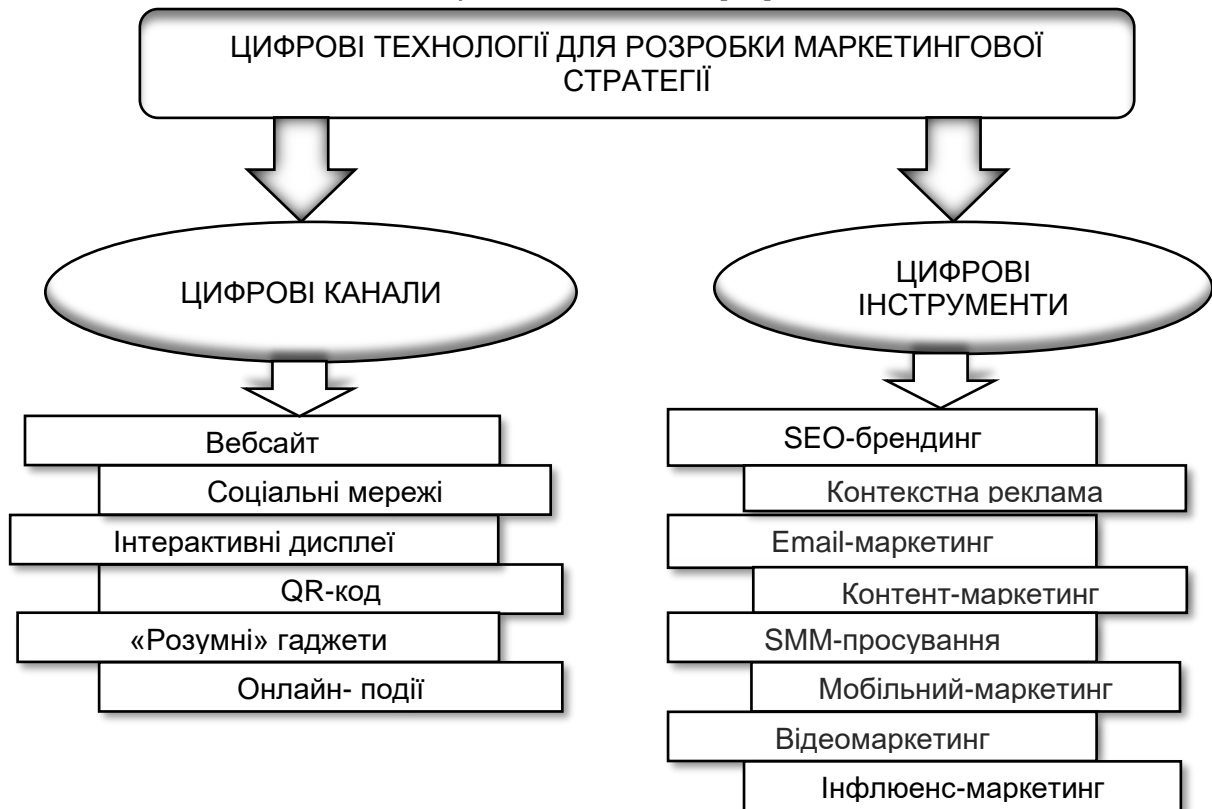 ЦИФРОВІ ТЕХНОЛОГІЇ ДЛЯ РОЗРОБКИ МАРКЕТИНГОВОЇ
СТРАТЕГІЇ
ЦИФРОВІ КАНАЛИ
Вебсайт
Соціальні мережі
Інтерактивні дисплеї
QR-код
«Розумні» гаджети
Онлайн- події
ЦИФРОВІ
ІНСТРУМЕНТИ
SEO-брендинг
Контекстна реклама
Email-маркетинг
Контент-маркетинг
SMM-просування
Мобільний-маркетинг
Відеомаркетинг
Інфлюенс-маркетинг